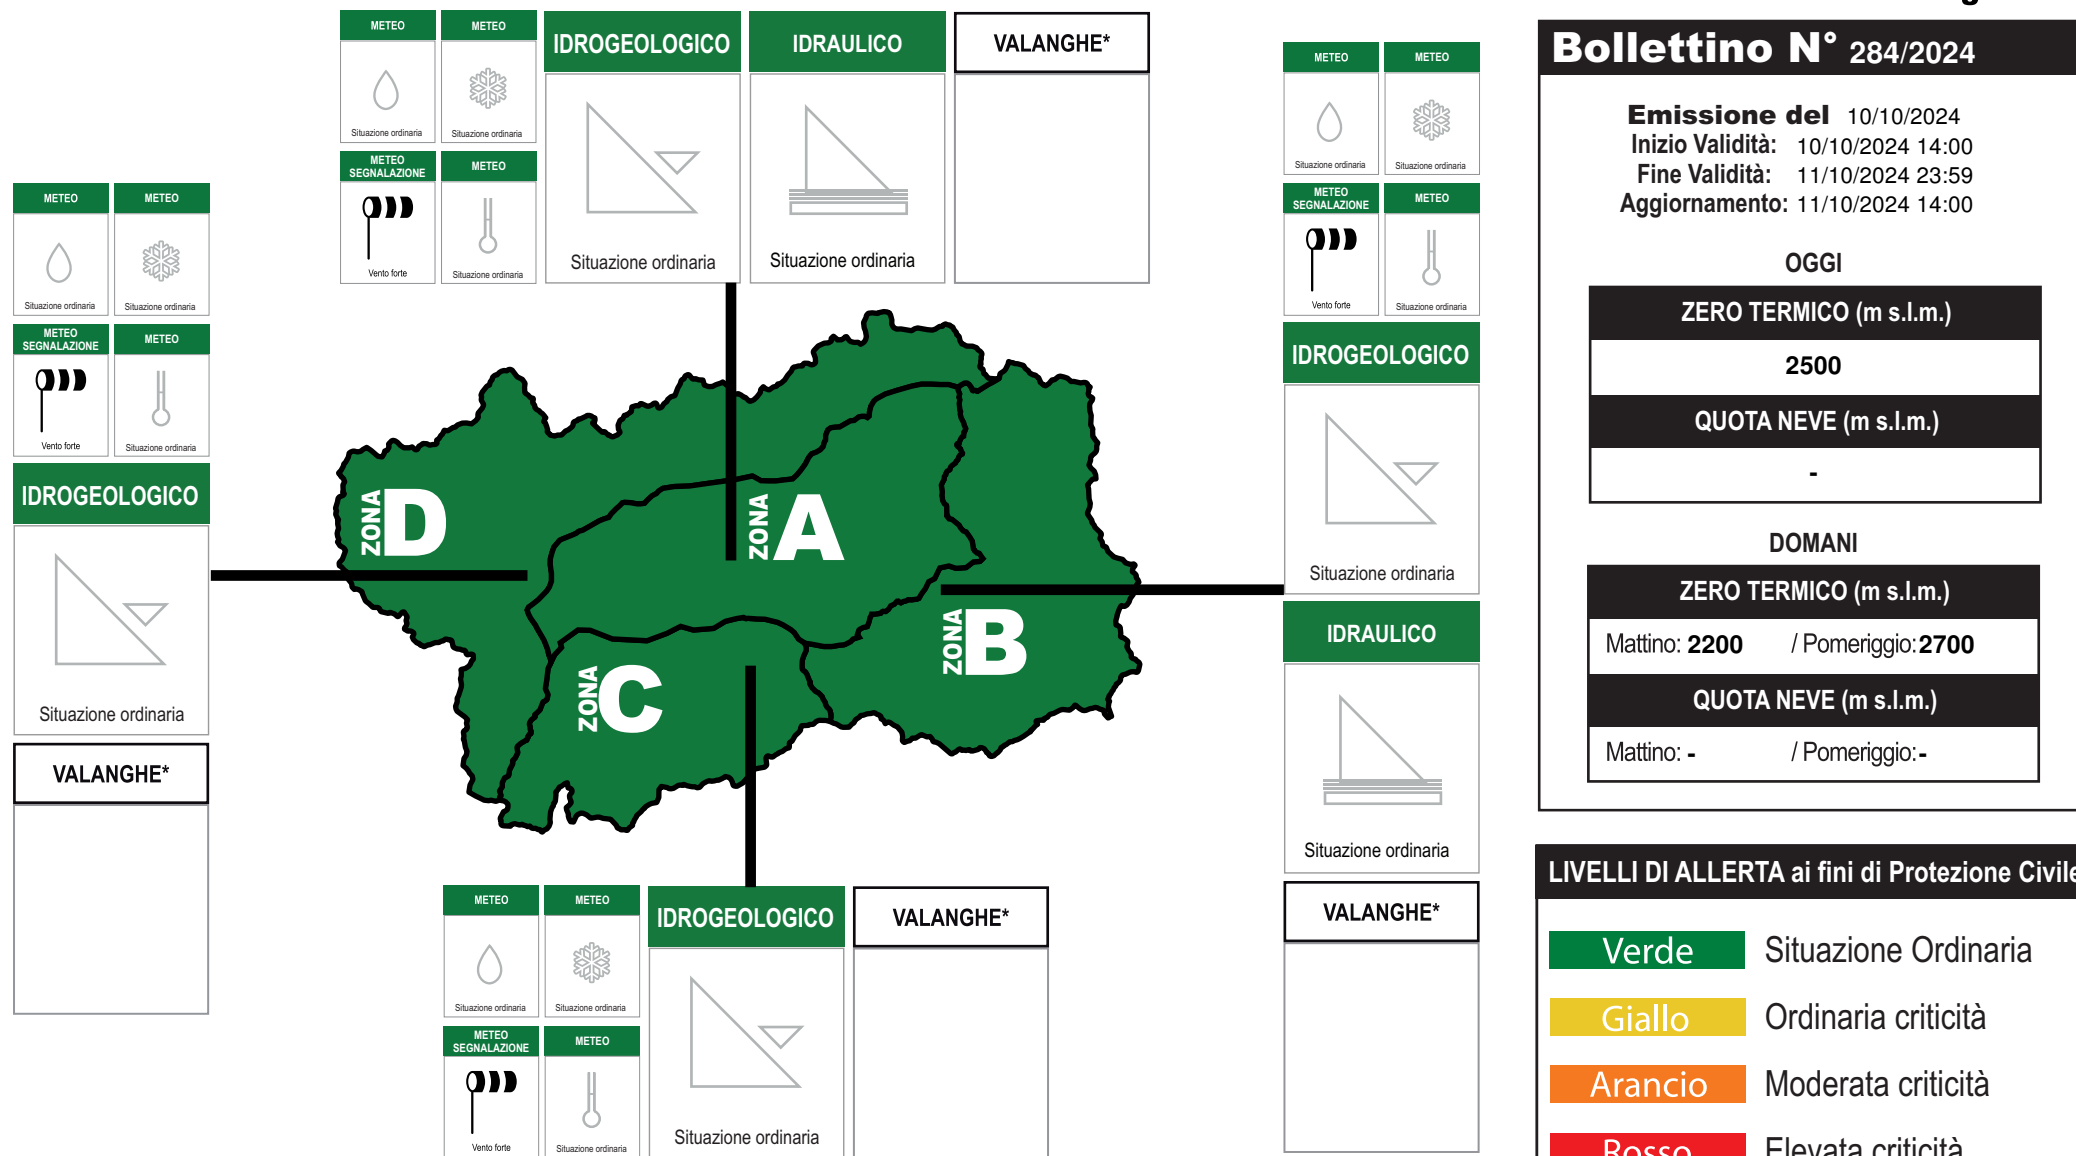 METEO
METEO
Situazione ordinaria
Situazione ordinaria
METEO
SEGNALAZIONE
METEO
Vento forte
Situazione ordinaria
IDROGEOLOGICO
Situazione ordinaria
IDRAULICO
Situazione ordinaria
VALANGHE*
METEO
METEO
Situazione ordinaria
Situazione ordinaria
METEO
SEGNALAZIONE
METEO
Vento forte
Situazione ordinaria
IDROGEOLOGICO
Situazione ordinaria
VALANGHE*
ZONA D
ZONA A
ZONA B
ZONA C
METEO
METEO
Situazione ordinaria
Situazione ordinaria
METEO
SEGNALAZIONE
METEO
Vento forte
Situazione ordinaria
IDROGEOLOGICO
Situazione ordinaria
IDRAULICO
Situazione ordinaria
VALANGHE*
METEO
METEO
Situazione ordinaria
Situazione ordinaria
METEO
SEGNALAZIONE
METEO
Vento forte
Situazione ordinaria
IDROGEOLOGICO
Situazione ordinaria
VALANGHE*
Bollettino N° 284/2024
Emissione del 10/10/2024
Inizio Validità: 10/10/2024 14:00
Fine Validità: 11/10/2024 23:59
Aggiornamento: 11/10/2024 14:00
OGGI
ZERO TERMICO (m s.l.m.)
2500
QUOTA NEVE (m s.l.m.)
-
DOMANI
ZERO TERMICO (m s.l.m.)
Mattino: 2200 / Pomeriggio: 2700
QUOTA NEVE (m s.l.m.)
Mattino: - / Pomeriggio: -
LIVELLI DI ALLERTA ai fini di Protezione Civile
Verde Situazione Ordinaria
Giallo Ordinaria criticità
Arancio Moderata criticità
Rosso Elevata criticità